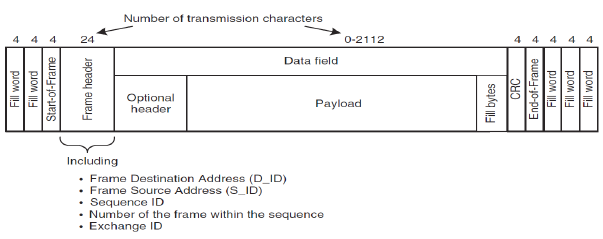 Number of transmission characters
4 4 4 24 0-2112 4 4 4 4 4
Fill word
Fill word
Start-of-Frame
Frame header
Data field
Optional
header
Payload
Fill bytes
CRC
End-of-Frame
Fill word
Fill word
Fill word
Including
• Frame Destination Address (D_ID)
• Frame Source Address (S_ID)
• Sequence ID
• Number of the frame within the sequence
• Exchange ID